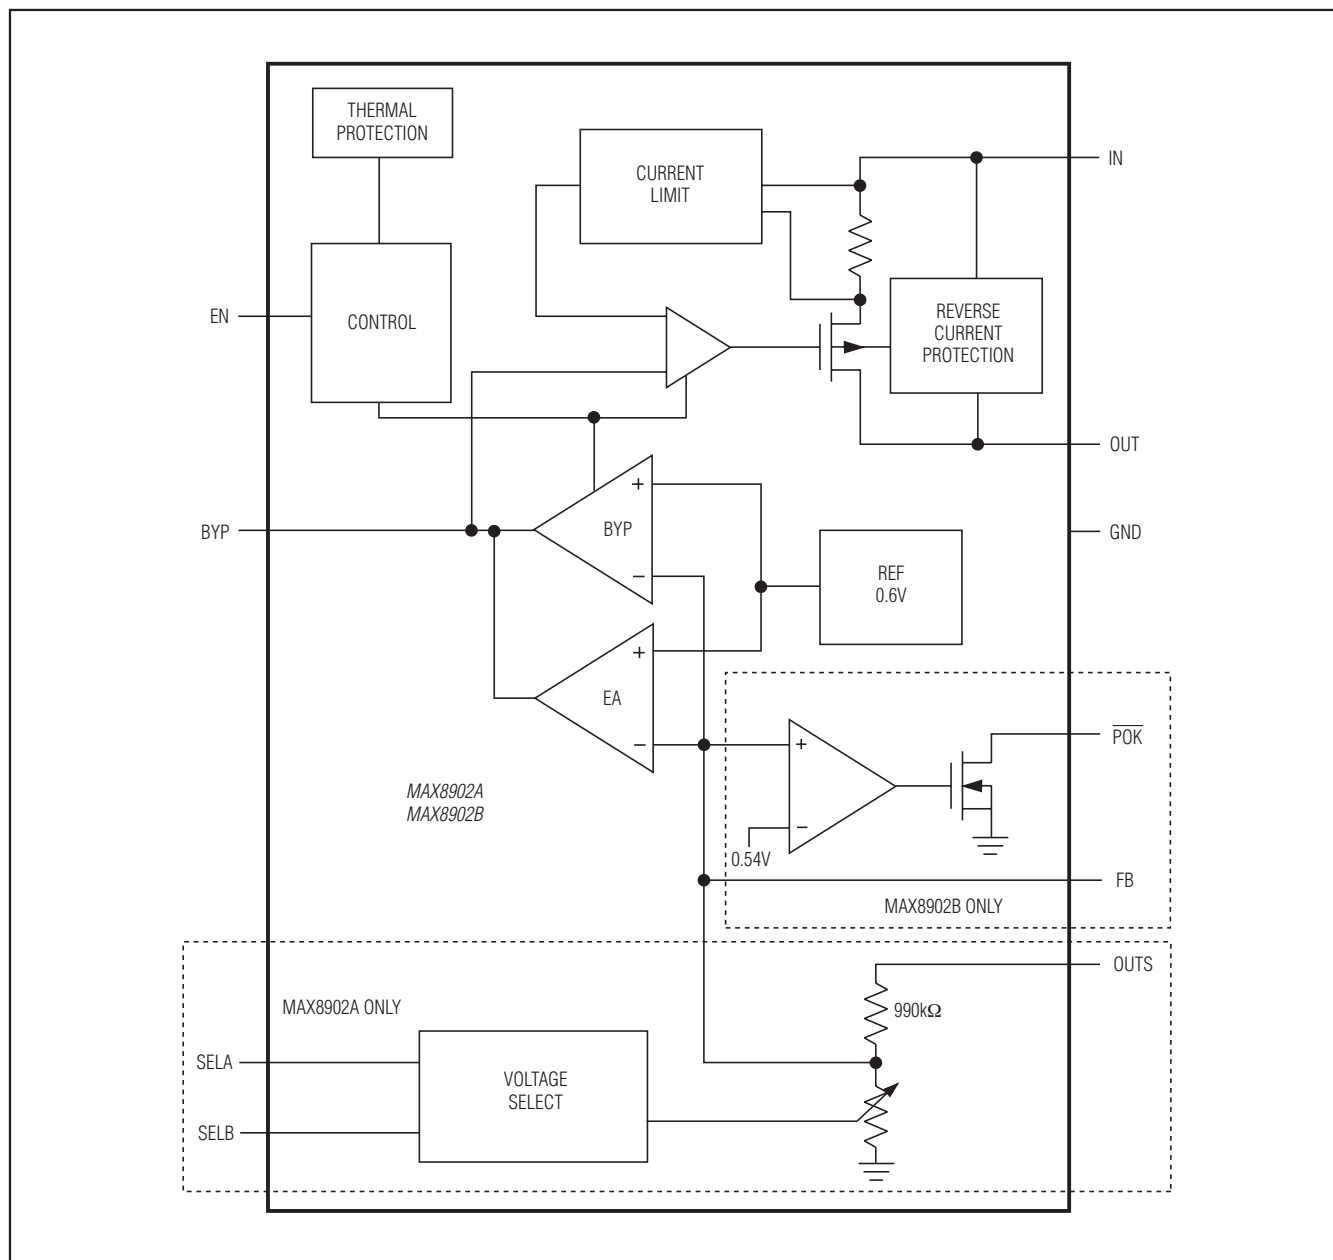 THERMAL
PROTECTION
CURRENT
LIMIT
IN
EN
CONTROL
REVERSE
CURRENT
PROTECTION
OUT
+
BYP
BYP
−
GND
REF
0.6V
+
EA
−
+
P̅O̅K̅
MAX8902A
MAX8902B
−
0.54V
FB
MAX8902B ONLY
OUTS
MAX8902A ONLY
990kΩ
SELA
VOLTAGE
SELECT
SELB